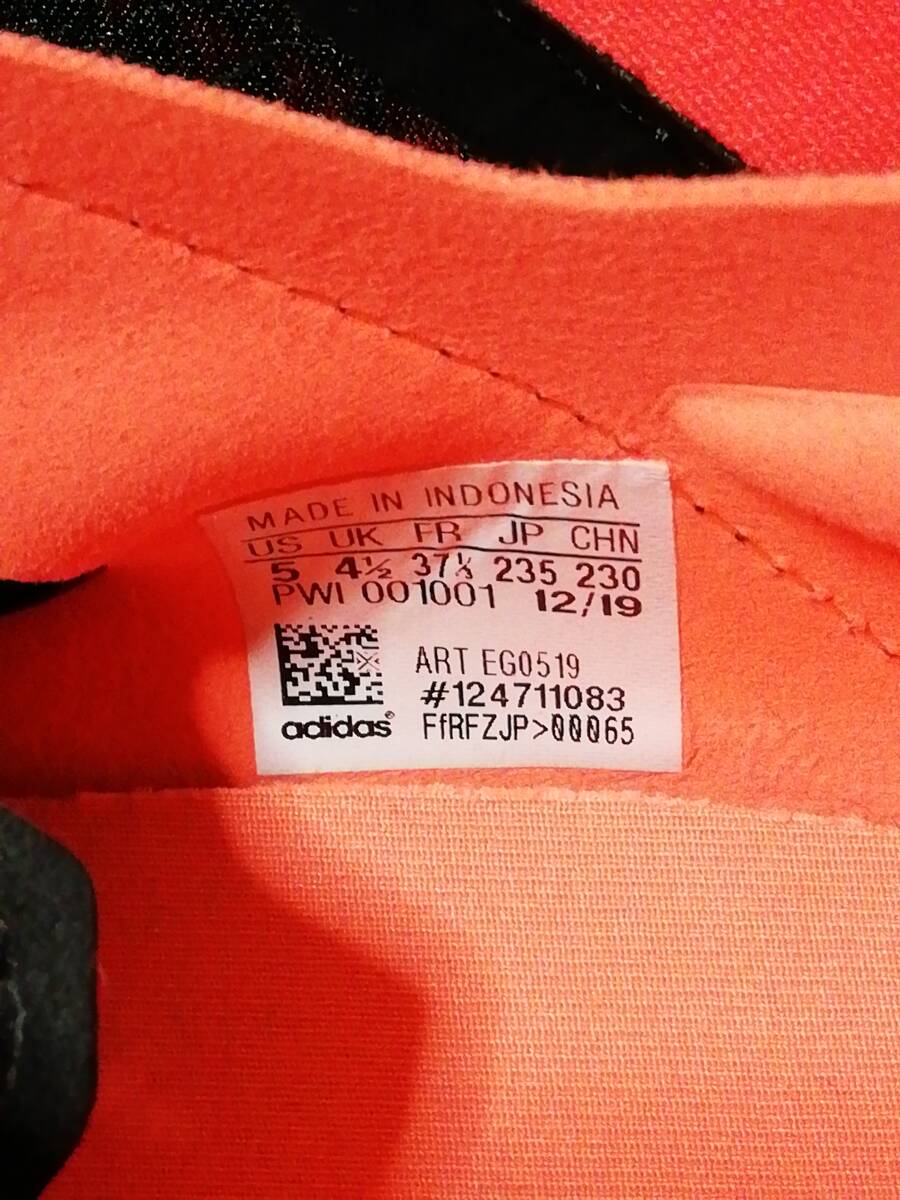 MADE IN INDONESIA
US UK FR JP CHN
5 4½ 37⅓ 235 230
PWI 001001 12/19
ART EG0519
#124711083
adidas® FfRFZJP>00065